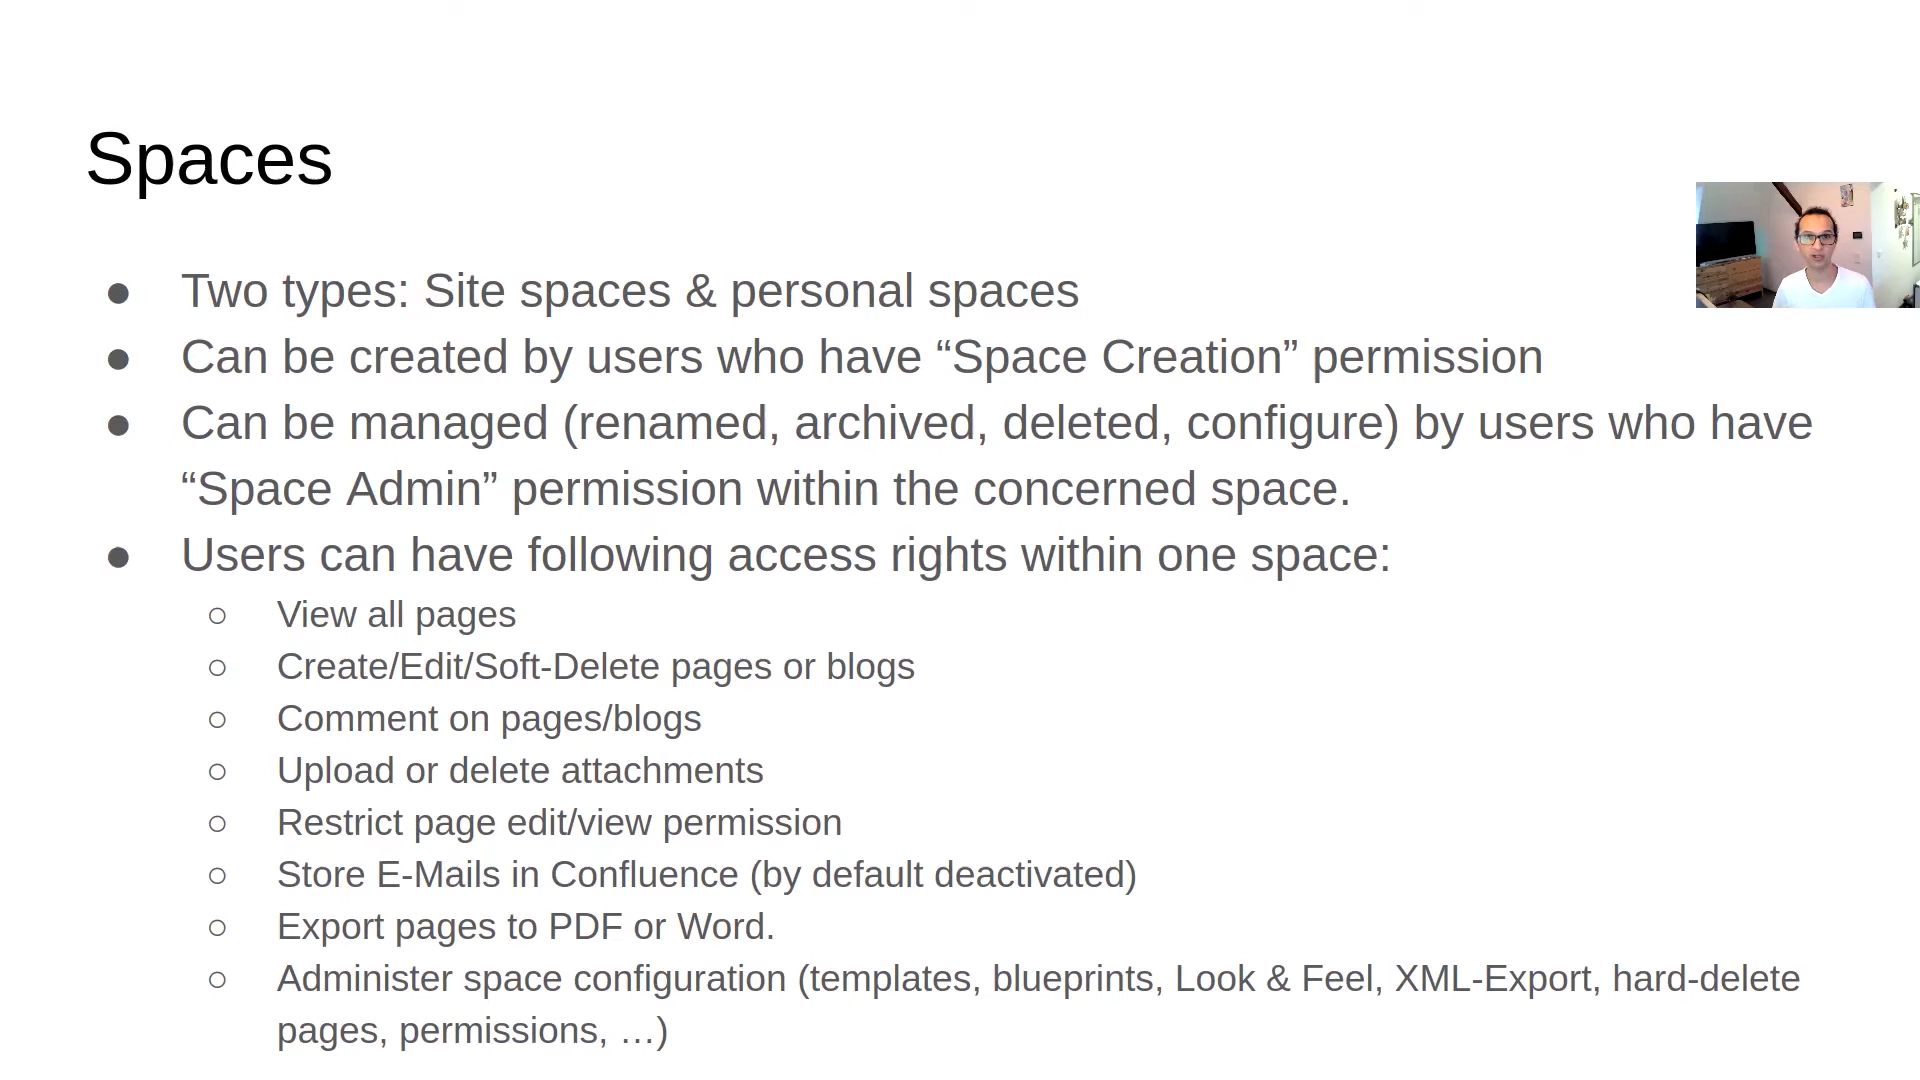 Spaces
● Two types: Site spaces & personal spaces
● Can be created by users who have “Space Creation” permission
● Can be managed (renamed, archived, deleted, configure) by users who have
“Space Admin” permission within the concerned space.
● Users can have following access rights within one space:
○ View all pages
○ Create/Edit/Soft-Delete pages or blogs
○ Comment on pages/blogs
○ Upload or delete attachments
○ Restrict page edit/view permission
○ Store E-Mails in Confluence (by default deactivated)
○ Export pages to PDF or Word.
○ Administer space configuration (templates, blueprints, Look & Feel, XML-Export, hard-delete
pages, permissions, …)